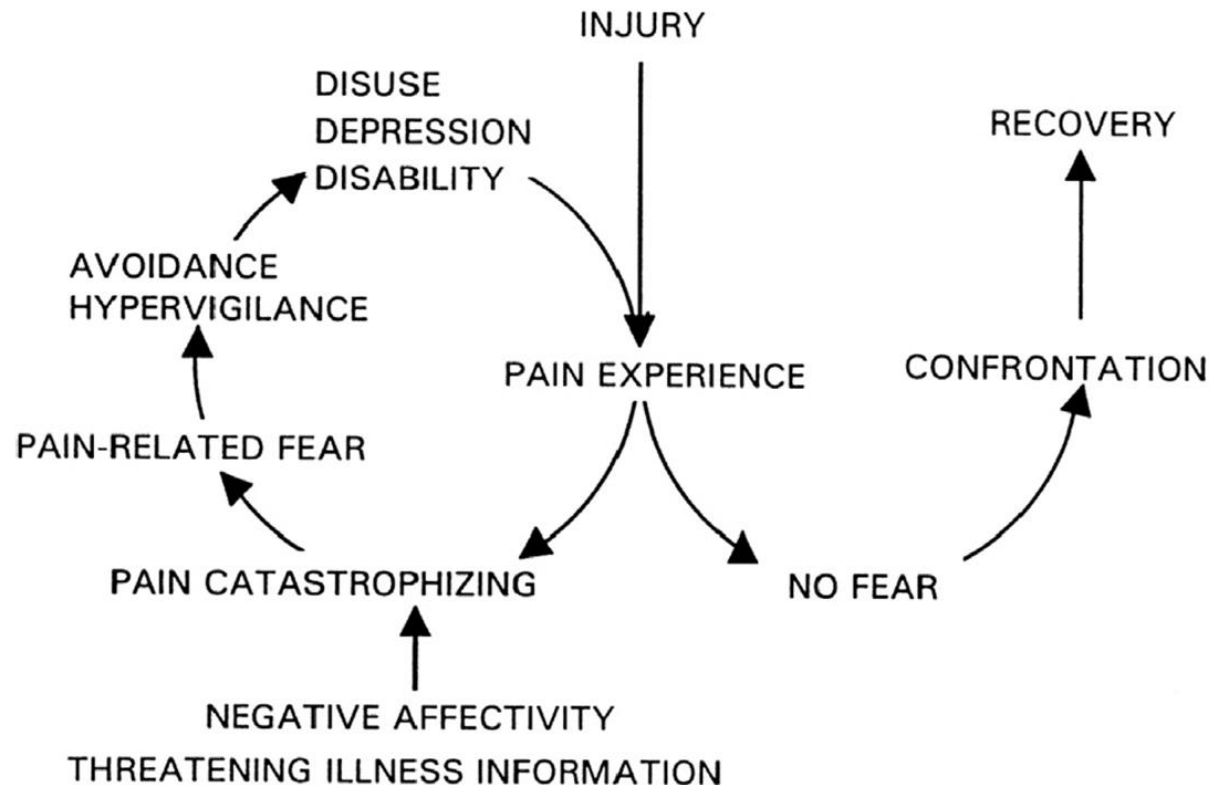 INJURY
DISUSE
DEPRESSION
DISABILITY
RECOVERY
AVOIDANCE
HYPERVIGILANCE
PAIN EXPERIENCE
CONFRONTATION
PAIN-RELATED FEAR
PAIN CATASTROPHIZING
NO FEAR
NEGATIVE AFFECTIVITY
THREATENING ILLNESS INFORMATION